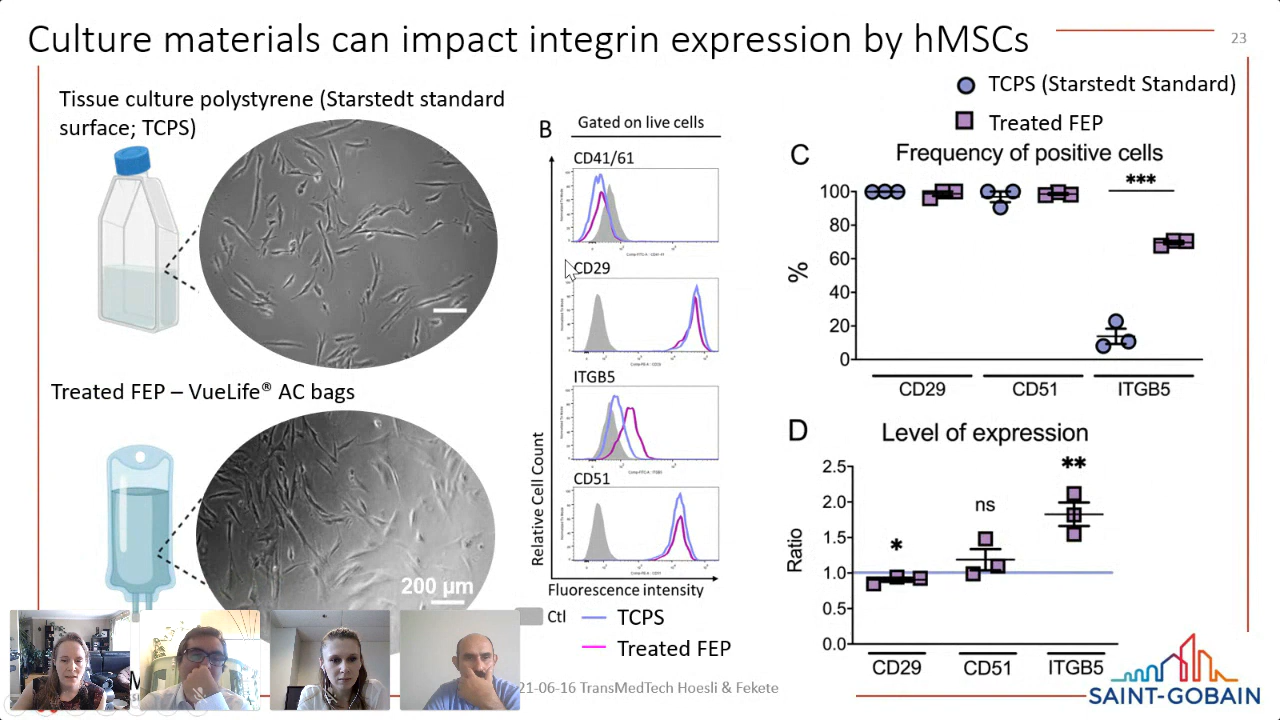 Culture materials can impact integrin expression by hMSCs
23
Tissue culture polystyrene (Starstedt standard
surface; TCPS)
Treated FEP – VueLife® AC bags
200 µm
B
Gated on live cells
CD41/61
CD29
ITGB5
CD51
Relative Cell Count
Fluorescence intensity
Ctl
TCPS
Treated FEP
TCPS (Starstedt Standard)
Treated FEP
C
Frequency of positive cells
***
100
80
60
40
20
0
%
CD29
CD51
ITGB5
D
Level of expression
**
ns
*
2.5
2.0
1.5
1.0
0.5
0.0
Ratio
CD29
CD51
ITGB5
21-06-16 TransMedTech Hoesli & Fekete
SAINT-GOBAIN